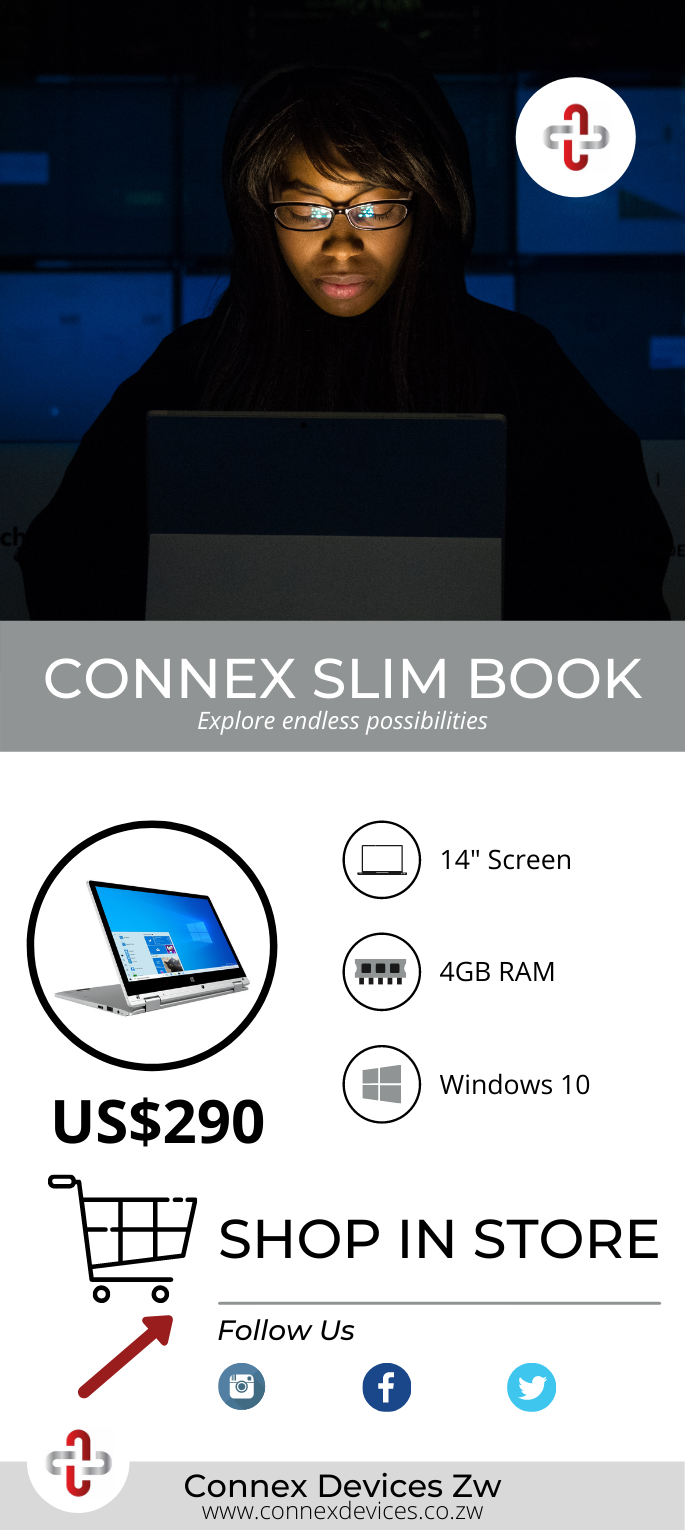 ch
CONNEX SLIM BOOK
Explore endless possibilities
14" Screen
4GB RAM
Windows 10
US$290
SHOP IN STORE
Follow Us
Connex Devices Zw
www.connexdevices.co.zw